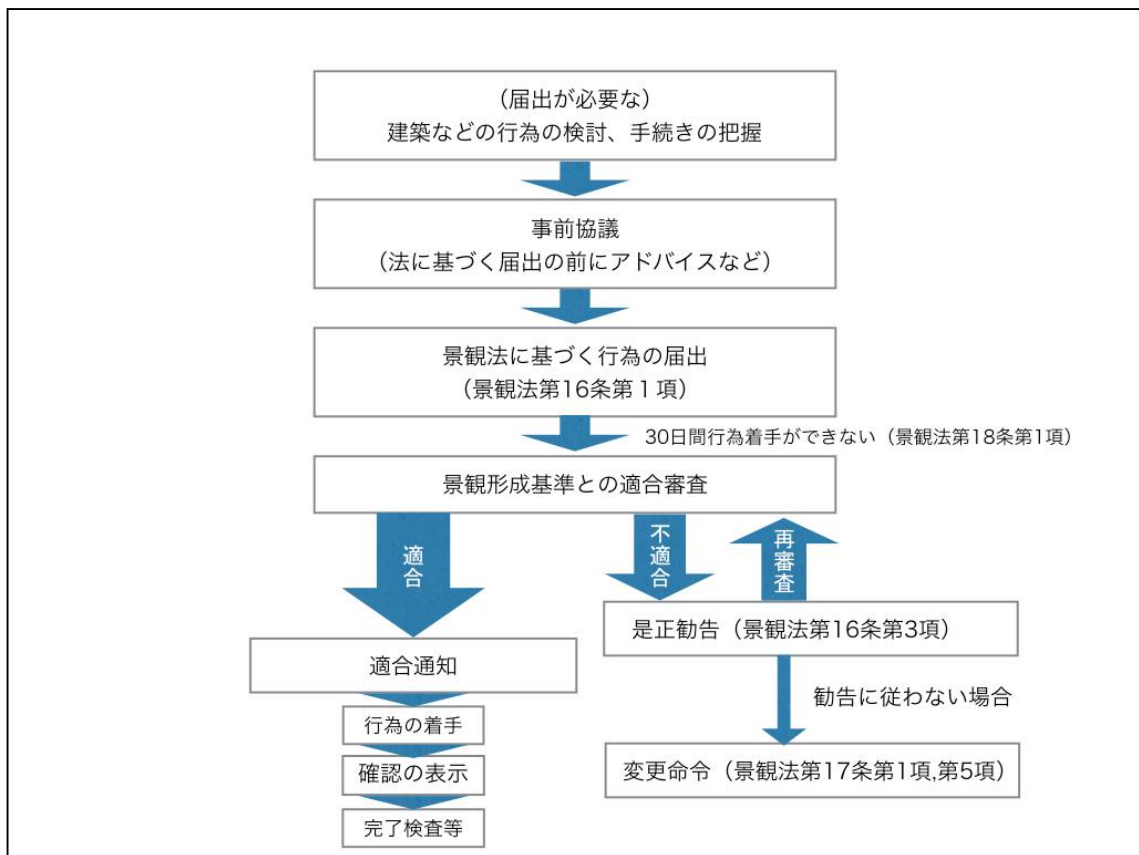 （届出が必要な）
建築などの行為の検討、手続きの把握
事前協議
（法に基づく届出の前にアドバイスなど）
景観法に基づく行為の届出
（景観法第16条第１項）
30日間行為着手ができない（景観法第18条第1項）
景観形成基準との適合審査
適合
不適合
再審査
是正勧告（景観法第16条第3項）
適合通知
勧告に従わない場合
行為の着手
変更命令（景観法第17条第1項,第5項）
確認の表示
完了検査等